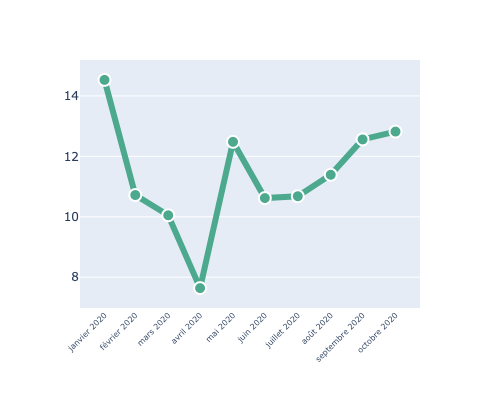 14
12
10
8
janvier 2020
février 2020
mars 2020
avril 2020
mai 2020
juin 2020
juillet 2020
août 2020
septembre 2020
octobre 2020